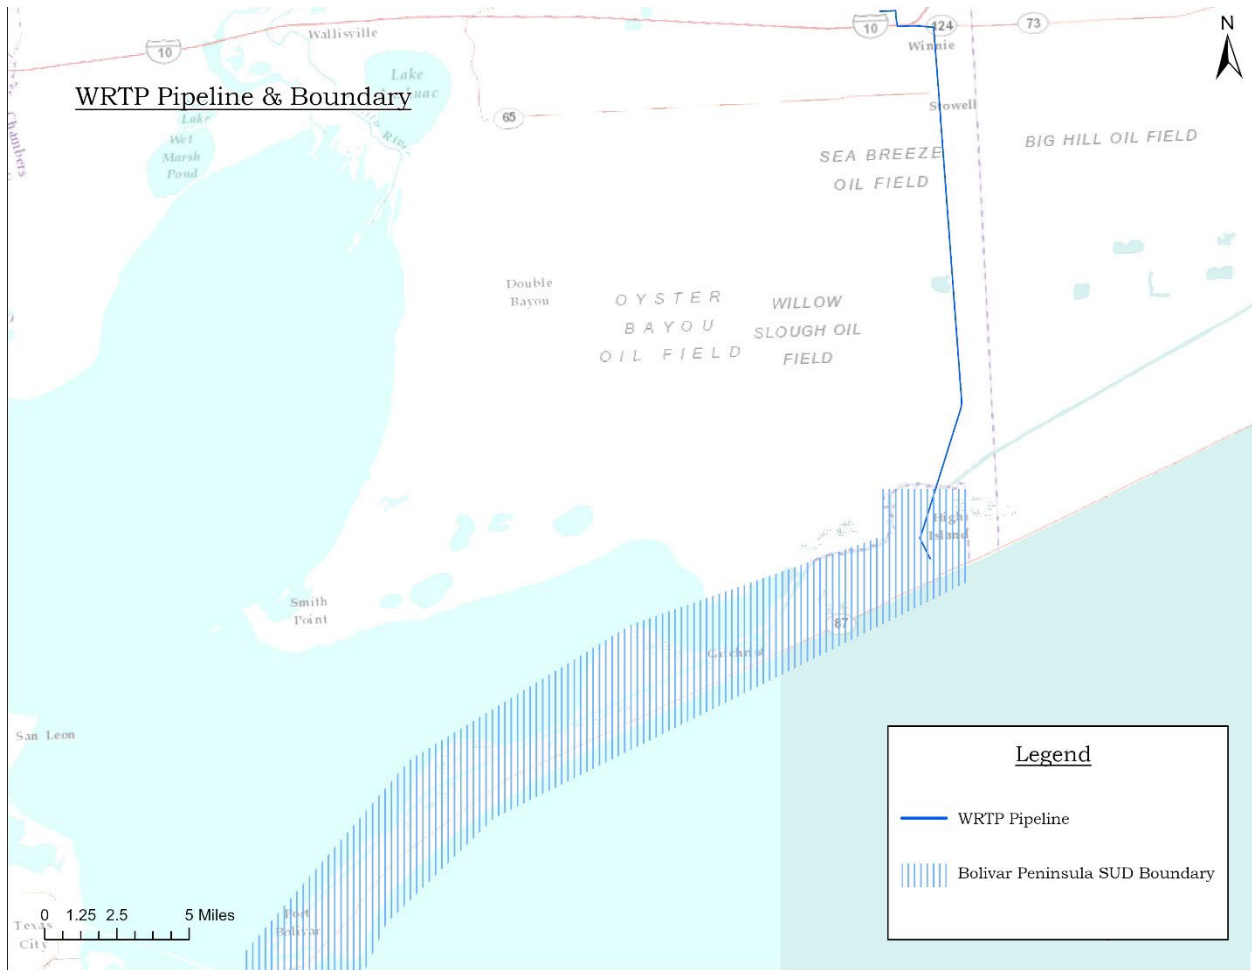 Wallisville
10
10
124
73
N
Winnie
Lake
WRTP Pipeline & Boundary
65
Stowell
Lake
Wet
Marsh
Pond
River
Chambers
SEA BREEZE
OIL FIELD
BIG HILL OIL FIELD
Double
Bayou
OYSTER
BAYOU
OIL FIELD
WILLOW
SLOUGH OIL
FIELD
High
Island
Smith
Point
87
Gilchrist
San Leon
Legend
WRTP Pipeline
Bolivar Peninsula SUD Boundary
Port
Bolivar
0 1.25 2.5 5 Miles
Texas
City